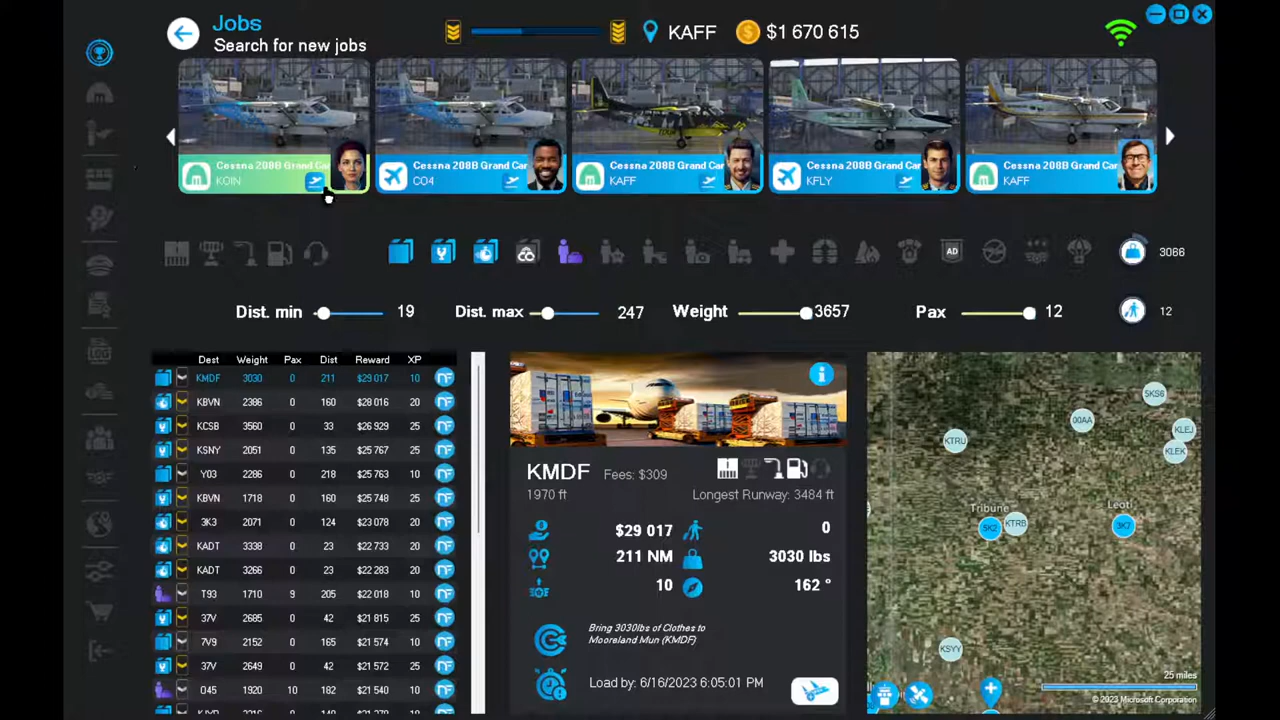 Jobs
Search for new jobs
KAFF
$1 670 615
Cessna 208B Grand Car
KOIN
Cessna 208B Grand Car
CO4
Cessna 208B Grand Car
KAFF
Cessna 208B Grand Car
KFLY
Cessna 208B Grand Car
KAFF
AD
3066
Dist. min
19
Dist. max
247
Weight
3657
Pax
12
12
Dest Weight Pax Dist Reward XP
KMDF 3030 0 211 $29 017 10
KBVN 2386 0 160 $28 016 20
KCSB 3560 0 33 $26 929 25
KSNY 2051 0 135 $25 767 25
Y03 2286 0 218 $25 763 10
KBVN 1718 0 160 $25 748 25
3K3 2071 0 124 $23 078 20
KADT 3338 0 23 $22 733 20
KADT 3266 0 23 $22 283 20
T93 1710 9 205 $22 018 10
37V 2685 0 42 $21 815 25
7V9 2152 0 165 $21 574 10
37V 2649 0 42 $21 572 25
O45 1920 10 182 $21 540 10
KMDF Fees: $309
1970 ft
Longest Runway: 3484 ft
$29 017
0
211 NM
3030 lbs
10
162 °
Bring 3030lbs of Clothes to
Mooreland Mun (KMDF)
Load by: 6/16/2023 6:05:01 PM
5KS6
00AA
KLEJ
KTRU
KLEK
Leoti
Tribune
5K2
KTRB
3K7
KSYY
25 miles
© 2023 Microsoft Corporation
LOG